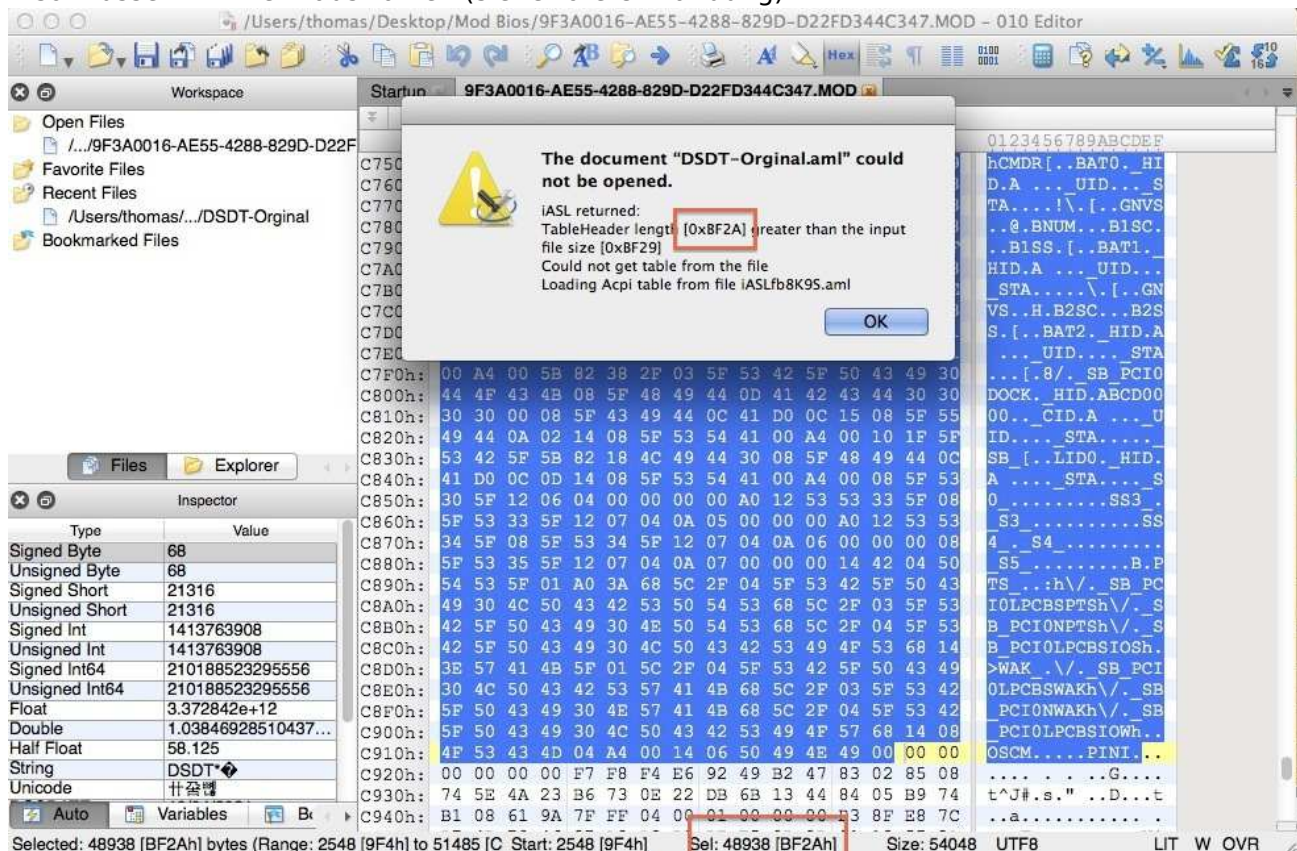 /Users/thomas/Desktop/Mod Bios/9F3A0016-AE55-4288-829D-D22FD344C347.MOD – 010 Editor
Hex
Workspace
Startup 9F3A0016-AE55-4288-829D-D22FD344C347.MOD
Open Files
/.../9F3A0016-AE55-4288-829D-D22F
Favorite Files
Recent Files
/Users/thomas/.../DSDT-Orginal
Bookmarked Files
The document “DSDT-Orginal.aml” could
not be opened.
iASL returned:
TableHeader length [0xBF2A] greater than the input
file size [0xBF29]
Could not get table from the file
Loading Acpi table from file iASLfb8K9S.aml
OK
0123456789ABCDEF
hCMDR[..BAT0._HI
D.A ..._UID..._S
TA....!\.[..GNVS
..@.BNUM...B1SC.
..B1SS.[..BAT1._
HID.A ..._UID...
_STA.....\.[..GN
VS..H.B2SC...B2S
S.[..BAT2._HID.A
..._UID...._STA
C7F0h: 00 A4 00 5B 82 38 2F 03 5F 53 42 5F 50 43 49 30 ...[.8/._SB_PCI0
C800h: 44 4F 43 4B 08 5F 48 49 44 0D 41 42 43 44 30 30 DOCK._HID.ABCD00
C810h: 30 30 00 08 5F 43 49 44 0C 41 D0 0C 15 08 5F 55 00.._CID.A ...._U
C820h: 49 44 0A 02 14 08 5F 53 54 41 00 A4 00 10 1F 5F ID...._STA....._
C830h: 53 42 5F 5B 82 18 4C 49 44 30 08 5F 48 49 44 0C SB_[..LID0._HID.
C840h: 41 D0 0C 0D 14 08 5F 53 54 41 00 A4 00 08 5F 53 A ...._STA...._S
C850h: 30 5F 12 06 04 00 00 00 00 A0 12 53 53 33 5F 08 0_.........SS3_.
C860h: 5F 53 33 5F 12 07 04 0A 05 00 00 00 A0 12 53 53 _S3_..........SS
C870h: 34 5F 08 5F 53 34 5F 12 07 04 0A 06 00 00 00 08 4_._S4_.........
C880h: 5F 53 35 5F 12 07 04 0A 07 00 00 00 14 42 04 50 _S5_.........B.P
C890h: 54 53 5F 01 A0 3A 68 5C 2F 04 5F 53 42 5F 50 43 TS_..:h\/._SB_PC
C8A0h: 49 30 4C 50 43 42 53 50 54 53 68 5C 2F 03 5F 53 I0LPCBSPTSh\/._S
C8B0h: 42 5F 50 43 49 30 4E 50 54 53 68 5C 2F 04 5F 53 B_PCI0NPTSh\/._S
C8C0h: 42 5F 50 43 49 30 4C 50 43 42 53 49 4F 53 68 14 B_PCI0LPCBSIOSh.
C8D0h: 3E 57 41 4B 5F 01 5C 2F 04 5F 53 42 5F 50 43 49 >WAK_.\/._SB_PCI
C8E0h: 30 4C 50 43 42 53 57 41 4B 68 5C 2F 03 5F 53 42 0LPCBSWAKh\/._SB
C8F0h: 5F 50 43 49 30 4E 57 41 4B 68 5C 2F 04 5F 53 42 _PCI0NWAKh\/._SB
C900h: 5F 50 43 49 30 4C 50 43 42 53 49 4F 57 68 14 08 _PCI0LPCBSIOWh..
C910h: 4F 53 43 4D 04 A4 00 14 06 50 49 4E 49 00 00 00 OSCM.....PINI...
C920h: 00 00 00 00 F7 F8 F4 E6 92 49 B2 47 83 02 85 08
C930h: 74 5E 4A 23 B6 73 0E 22 DB 6B 13 44 84 05 B9 74
C940h: B1 08 61 9A 7F FF 04 00 01 00 00 00 B3 8F E8 7C
Files Explorer
Inspector
Type Value
Signed Byte 68
Unsigned Byte 68
Signed Short 21316
Unsigned Short 21316
Signed Int 1413763908
Unsigned Int 1413763908
Signed Int64 210188523295556
Unsigned Int64 210188523295556
Float 3.372842e+12
Double 1.03846928510437...
Half Float 58.125
String DSDT*
Unicode
Auto Variables
Selected: 48938 [BF2Ah] bytes (Range: 2548 [9F4h] to 51485 [C Start: 2548 [9F4h] Sel: 48938 [BF2Ah] Size: 54048 UTF8 LIT W OVR